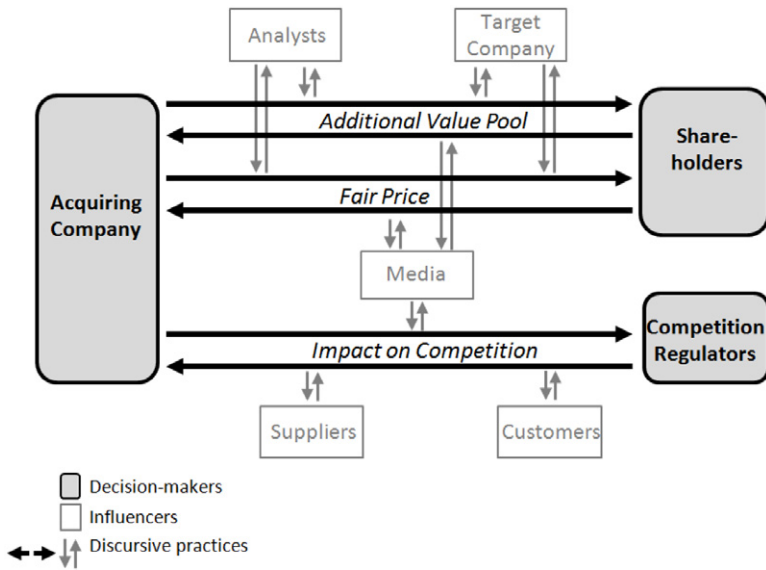 Analysts
Target
Company
Additional Value Pool
Share-
holders
Acquiring
Company
Fair Price
Media
Competition
Regulators
Impact on Competition
Suppliers
Customers
Decision-makers
Influencers
Discursive practices